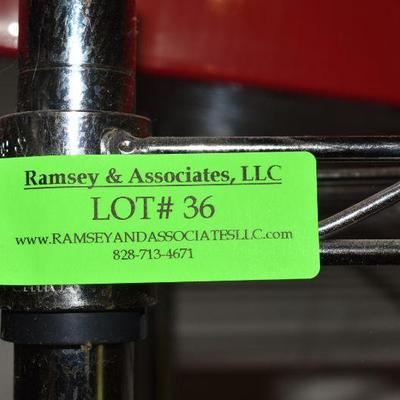 Ramsey & Associates, LLC
LOT# 36
www.RAMSEYANDASSOCIATESLLC.com
828-713-4671